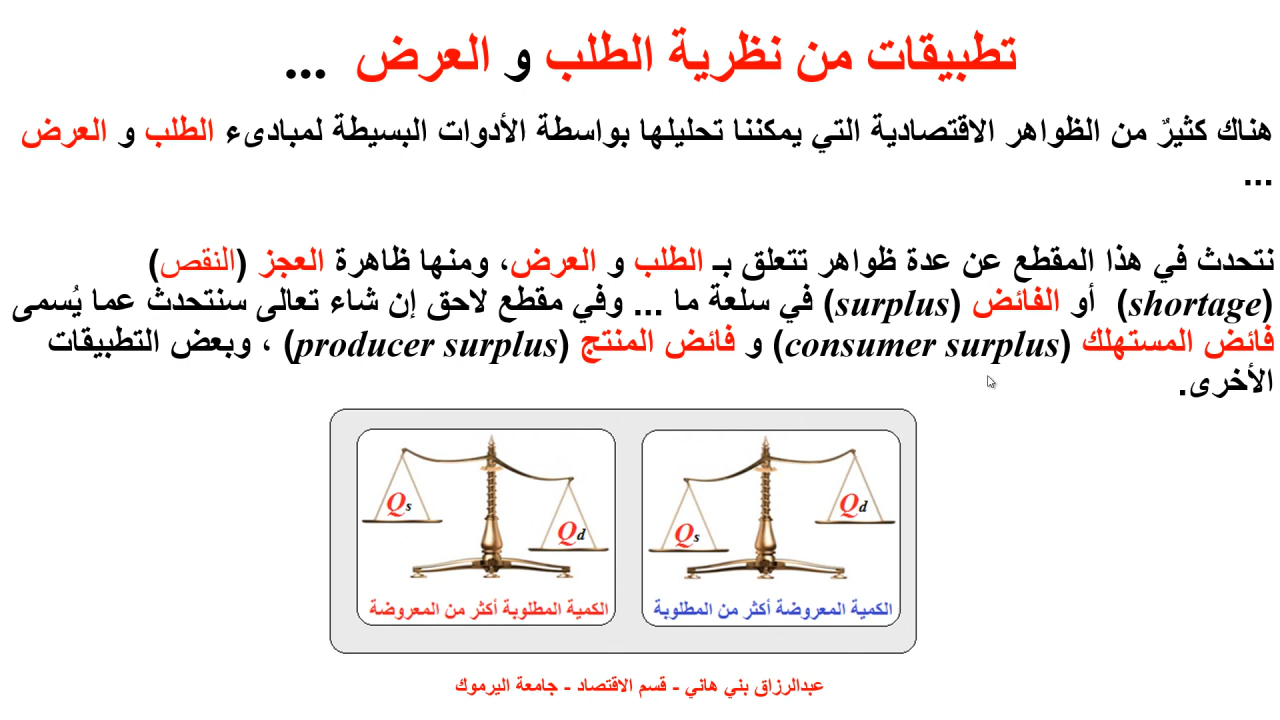 تطبيقات من نظرية الطلب و العرض ...
هناك كثيرٌ من الظواهر الاقتصادية التي يمكننا تحليلها بواسطة الأدوات البسيطة لمبادىء الطلب و العرض
...
نتحدث في هذا المقطع عن عدة ظواهر تتعلق بـ الطلب و العرض، ومنها ظاهرة العجز (النقص)
(shortage) أو الفائض (surplus) في سلعة ما ... وفي مقطع لاحق إن شاء تعالى سنتحدث عما يُسمى
فائض المستهلك (consumer surplus) و فائض المنتج (producer surplus) ، وبعض التطبيقات
الأخرى.
Qs
Qd
الكمية المعروضة أكثر من المطلوبة
Qs
Qd
الكمية المطلوبة أكثر من المعروضة
عبدالرزاق بني هاني - قسم الاقتصاد - جامعة اليرموك